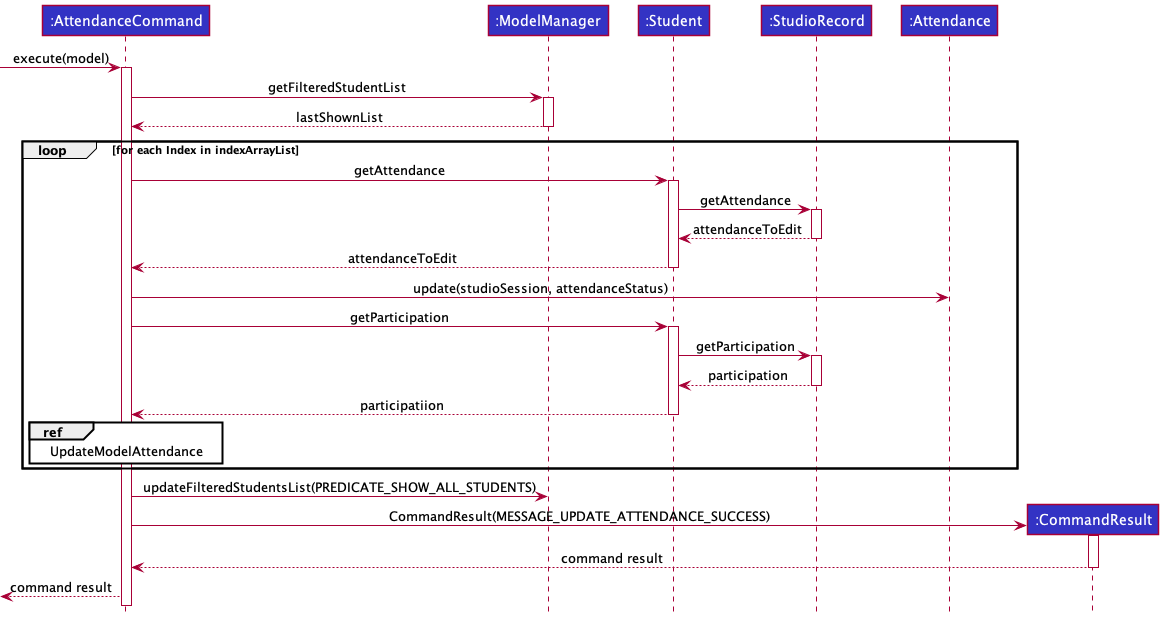 :AttendanceCommand
:ModelManager
:Student
:StudioRecord
:Attendance
execute(model)
getFilteredStudentList
lastShownList
loop
[for each Index in indexArrayList]
getAttendance
getAttendance
attendanceToEdit
attendanceToEdit
update(studioSession, attendanceStatus)
getParticipation
getParticipation
participation
participatiion
ref
UpdateModelAttendance
updateFilteredStudentsList(PREDICATE_SHOW_ALL_STUDENTS)
CommandResult(MESSAGE_UPDATE_ATTENDANCE_SUCCESS)
:CommandResult
command result
command result